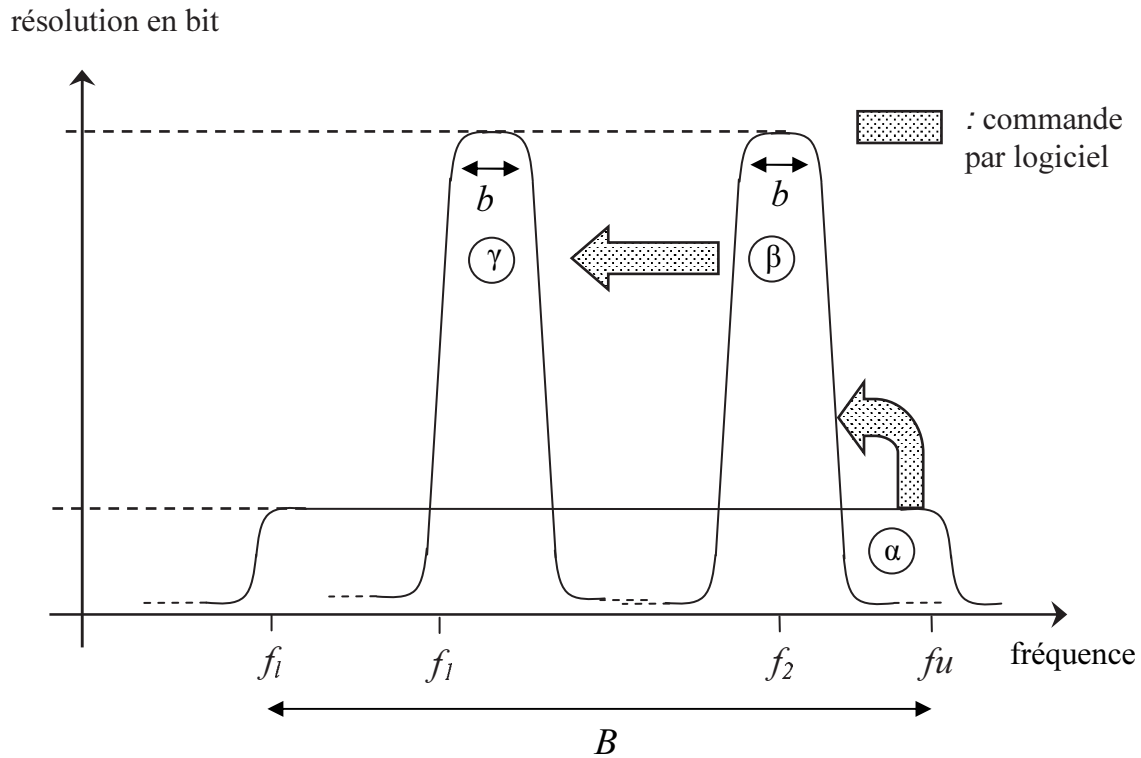 résolution en bit
: commande
par logiciel
b
b
γ
β
α
fl
f1
f2
fu
fréquence
B